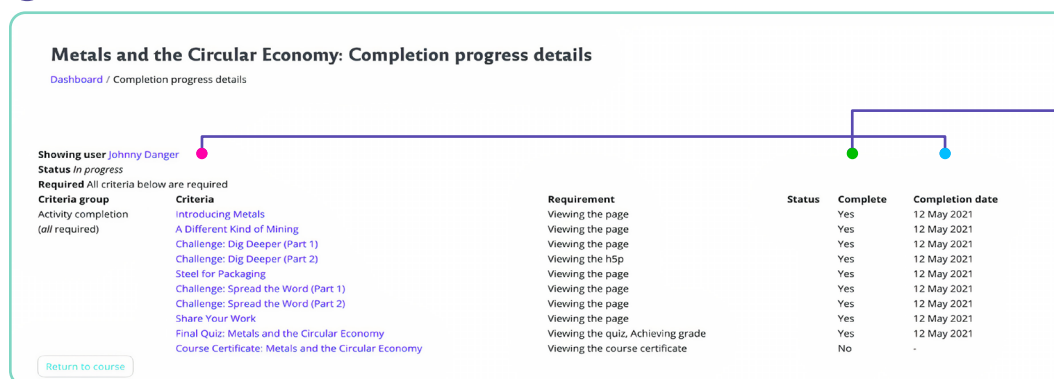 Metals and the Circular Economy: Completion progress details
Dashboard / Completion progress details
Showing user Johnny Danger
Status In progress
Required All criteria below are required
Criteria group Criteria Requirement Status Complete Completion date
Activity completion Introducing Metals Viewing the page Yes 12 May 2021
(all required) A Different Kind of Mining Viewing the page Yes 12 May 2021
Challenge: Dig Deeper (Part 1) Viewing the page Yes 12 May 2021
Challenge: Dig Deeper (Part 2) Viewing the h5p Yes 12 May 2021
Steel for Packaging Viewing the page Yes 12 May 2021
Challenge: Spread the Word (Part 1) Viewing the page Yes 12 May 2021
Challenge: Spread the Word (Part 2) Viewing the page Yes 12 May 2021
Share Your Work Viewing the page Yes 12 May 2021
Final Quiz: Metals and the Circular Economy Viewing the quiz, Achieving grade Yes 12 May 2021
Course Certificate: Metals and the Circular Economy Viewing the course certificate No -
Return to course